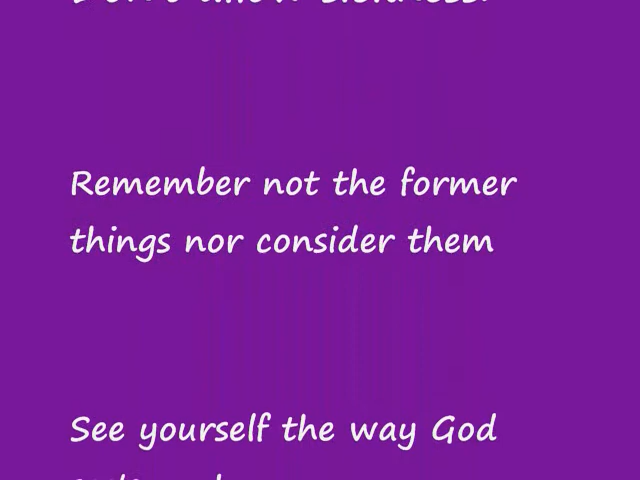 Remember not the former
things nor consider them
See yourself the way God